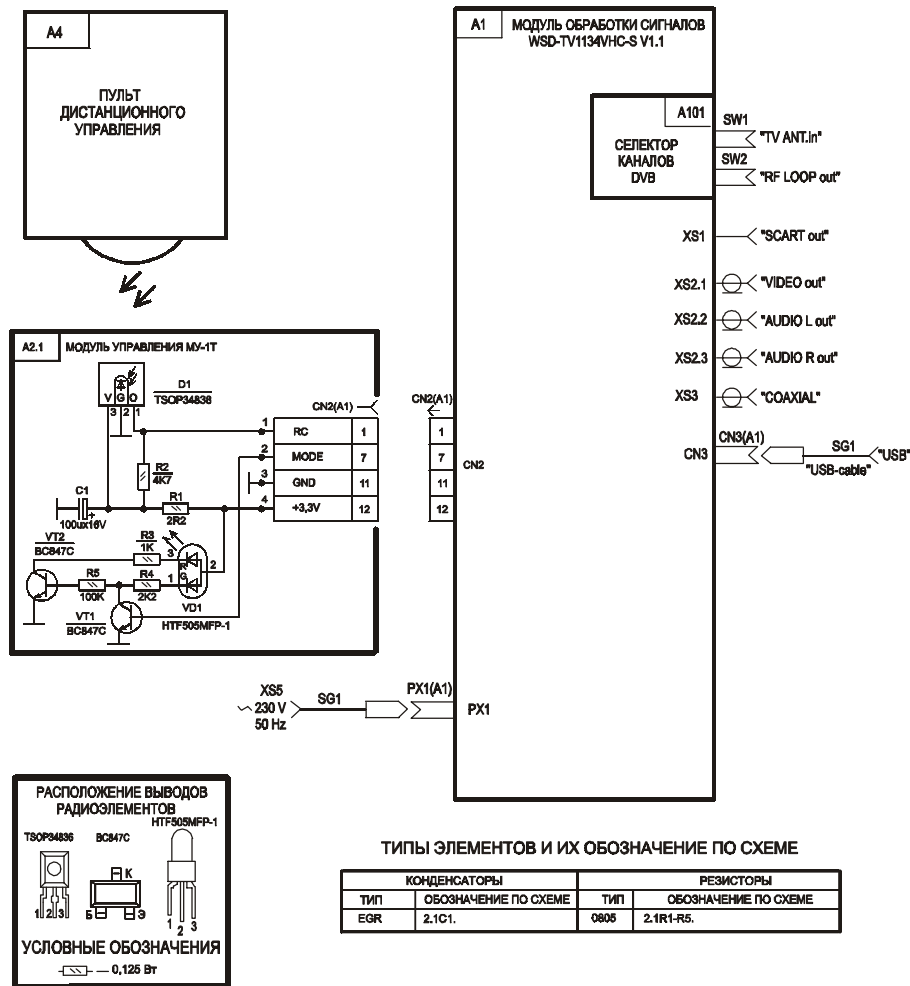 A4
ПУЛЬТ
ДИСТАНЦИОННОГО
УПРАВЛЕНИЯ
A1
МОДУЛЬ ОБРАБОТКИ СИГНАЛОВ
WSD-TV1134VHC-S V1.1
A101
СЕЛЕКТОР
КАНАЛОВ
DVB
SW1
"TV ANT.in"
SW2
"RF LOOP out"
XS1
"SCART out"
XS2.1
"VIDEO out"
XS2.2
"AUDIO L out"
XS2.3
"AUDIO R out"
XS3
"COAXIAL"
CN3
CN3(A1)
SG1
"USB-cable"
"USB"
A2.1
МОДУЛЬ УПРАВЛЕНИЯ МУ-1Т
V G O
3 2 1
D1
TSOP34836
CN2(A1)
1 RC 1
2 MODE 7
3 GND 11
4 +3,3V 12
CN2(A1)
1
7
11
12
CN2
R2
4K7
C1
+
100ux16V
R1
2R2
VT2
BC847C
R3
1K
3
R
G
2
1
R5
100K
R4
2K2
VD1
HTF505MFP-1
VT1
BC847C
XS5
~ 230 V
50 Hz
SG1
PX1(A1)
PX1
РАСПОЛОЖЕНИЕ ВЫВОДОВ
РАДИОЭЛЕМЕНТОВ
HTF505MFP-1
TSOP34836
BC847C
К
Б
Э
1 2 3
1 2 3
УСЛОВНЫЕ ОБОЗНАЧЕНИЯ
— 0,125 Вт
ТИПЫ ЭЛЕМЕНТОВ И ИХ ОБОЗНАЧЕНИЕ ПО СХЕМЕ
КОНДЕНСАТОРЫ РЕЗИСТОРЫ
ТИП ОБОЗНАЧЕНИЕ ПО СХЕМЕ ТИП ОБОЗНАЧЕНИЕ ПО СХЕМЕ
EGR 2.1C1. 0805 2.1R1-R5.